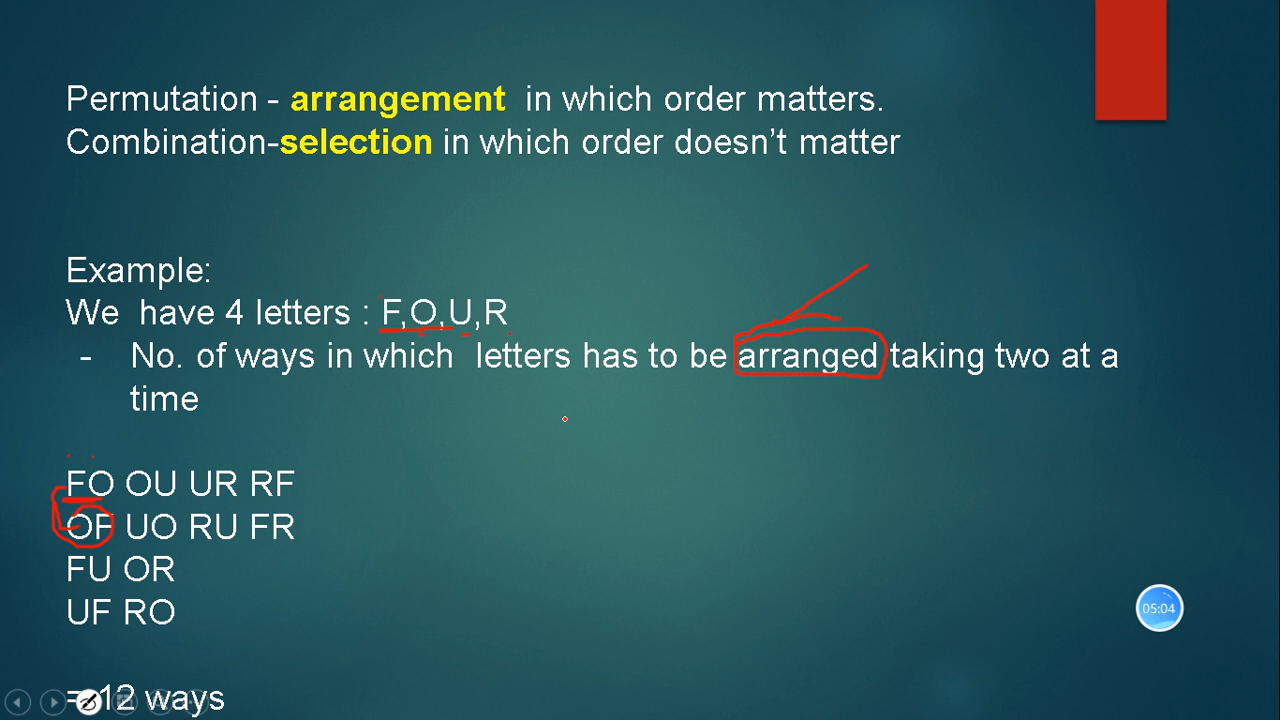 Permutation - arrangement in which order matters.
Combination-selection in which order doesn't matter
Example:
We have 4 letters : F,O,U,R
- No. of ways in which letters has to be arranged taking two at a
time
FO OU UR RF
OF UO RU FR
FU OR
UF RO
= 12 ways
05:04